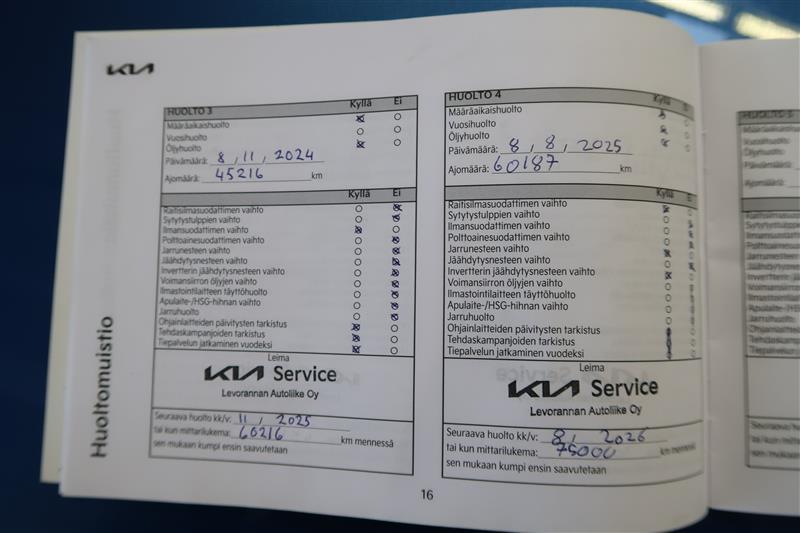 KIA
Huoltomuistio
HUOLTO 3 Kyllä Ei
Määräaikaishuolto
Vuosihuolto
Öljyhuolto
Päivämäärä: 8, 11, 2024
Ajomäärä: 45216 km
Kyllä Ei
Raitisilmasuodattimen vaihto
Sytytystulppien vaihto
Ilmansuodattimen vaihto
Polttoainesuodattimen vaihto
Jarrunesteen vaihto
Jäähdytysnesteen vaihto
Invertterin jäähdytysnesteen vaihto
Voimansiirron öljyjen vaihto
Ilmastointilaitteen täyttöhuolto
Apulaite-/HSG-hihnan vaihto
Jarruhuolto
Ohjainlaitteiden päivitysten tarkistus
Tehdaskampanjoiden tarkistus
Tiepalvelun jatkaminen vuodeksi
Leima
KIA Service
Levorannan Autoliike Oy
Seuraava huolto kk/v: 11, 2025
tai kun mittarilukema: 60216 km mennessä
sen mukaan kumpi ensin saavutetaan
HUOLTO 4 Kyllä Ei
Määräaikaishuolto
Vuosihuolto
Öljyhuolto
Päivämäärä: 8, 8, 2025
Ajomäärä: 60187 km
Kyllä Ei
Raitisilmasuodattimen vaihto
Sytytystulppien vaihto
Ilmansuodattimen vaihto
Polttoainesuodattimen vaihto
Jarrunesteen vaihto
Jäähdytysnesteen vaihto
Invertterin jäähdytysnesteen vaihto
Voimansiirron öljyjen vaihto
Ilmastointilaitteen täyttöhuolto
Apulaite-/HSG-hihnan vaihto
Jarruhuolto
Ohjainlaitteiden päivitysten tarkistus
Tehdaskampanjoiden tarkistus
Tiepalvelun jatkaminen vuodeksi
Leima
KIA Service
Levorannan Autoliike Oy
Seuraava huolto kk/v: 8, 2026
tai kun mittarilukema: 75000 km mennessä
sen mukaan kumpi ensin saavutetaan
16